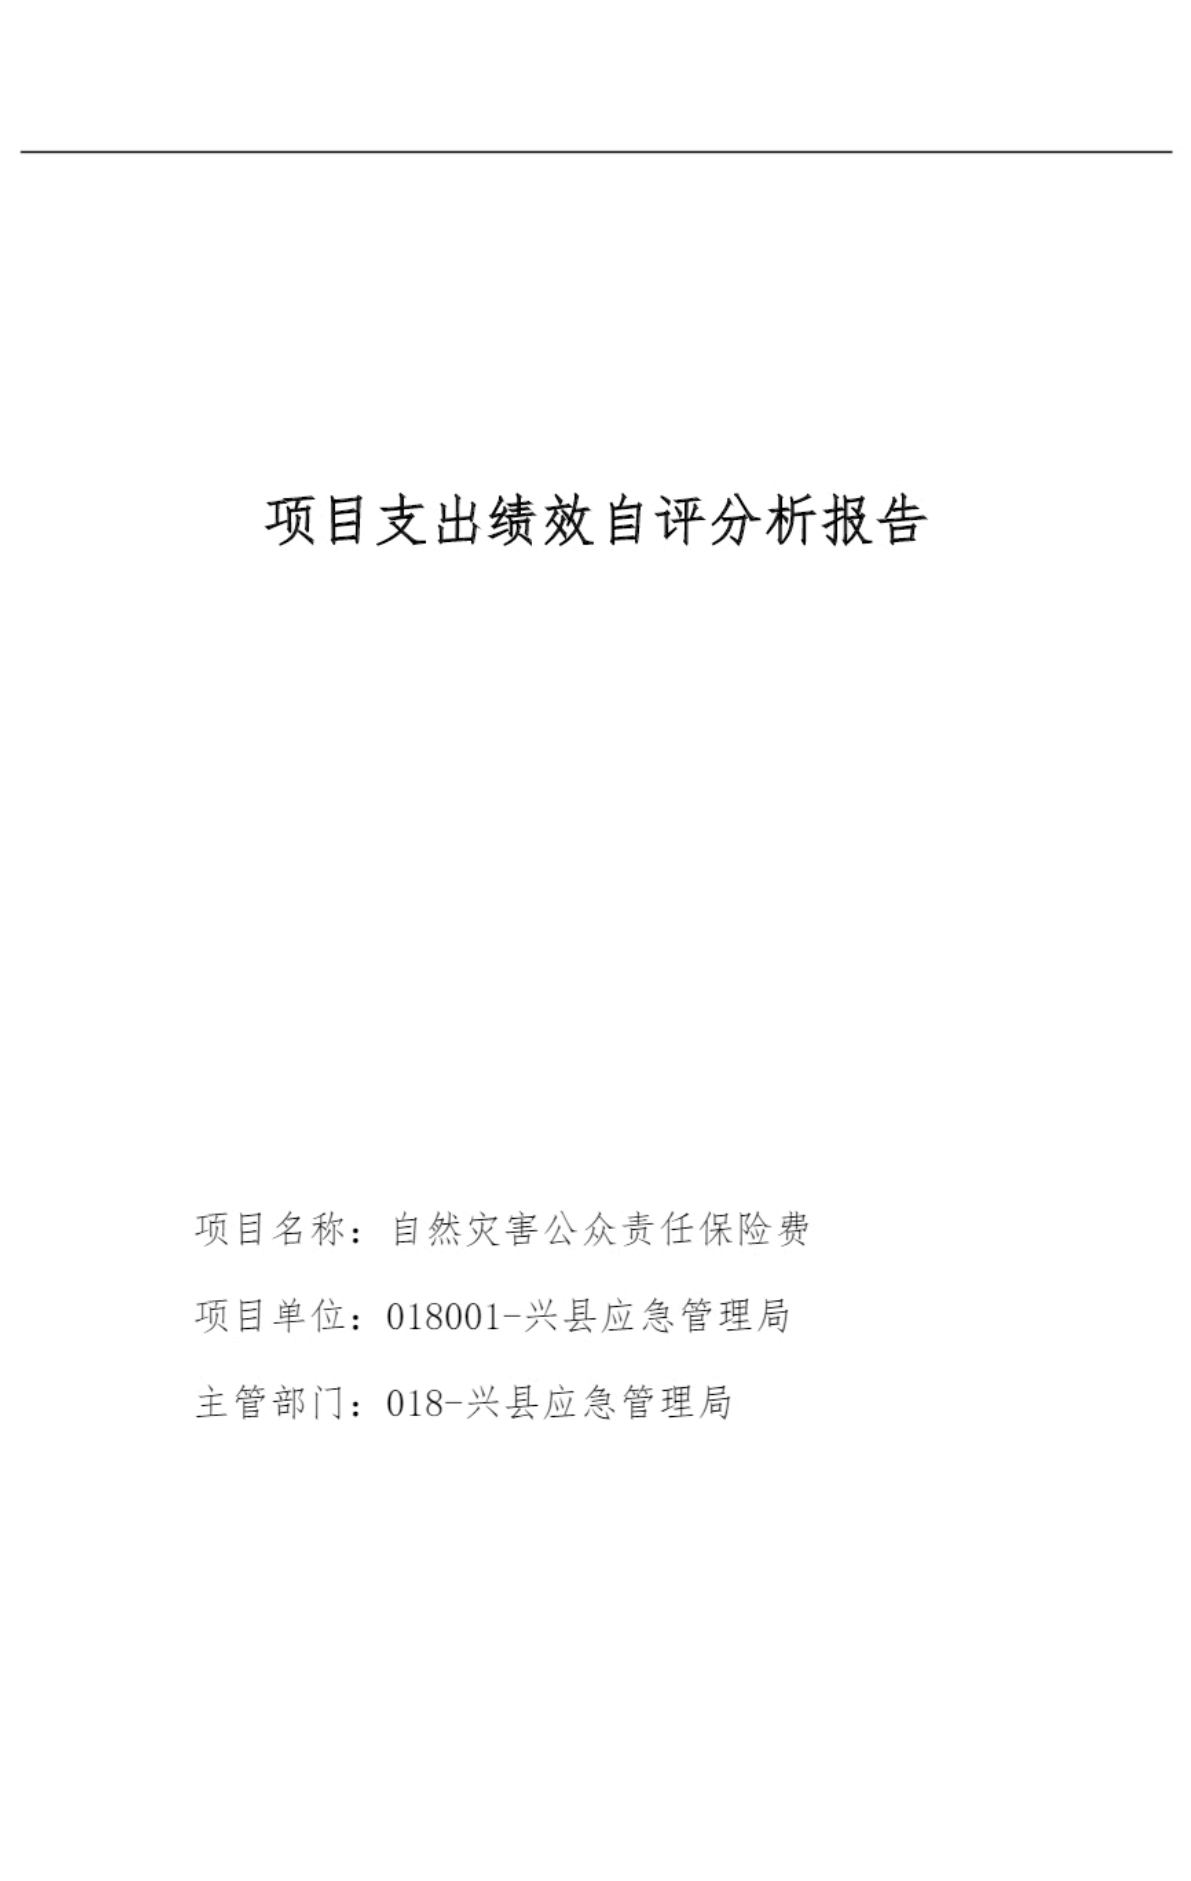 项目支出绩效自评分析报告
项目名称：自然灾害公众责任保险费
项目单位：018001-兴县应急管理局
主管部门：018-兴县应急管理局